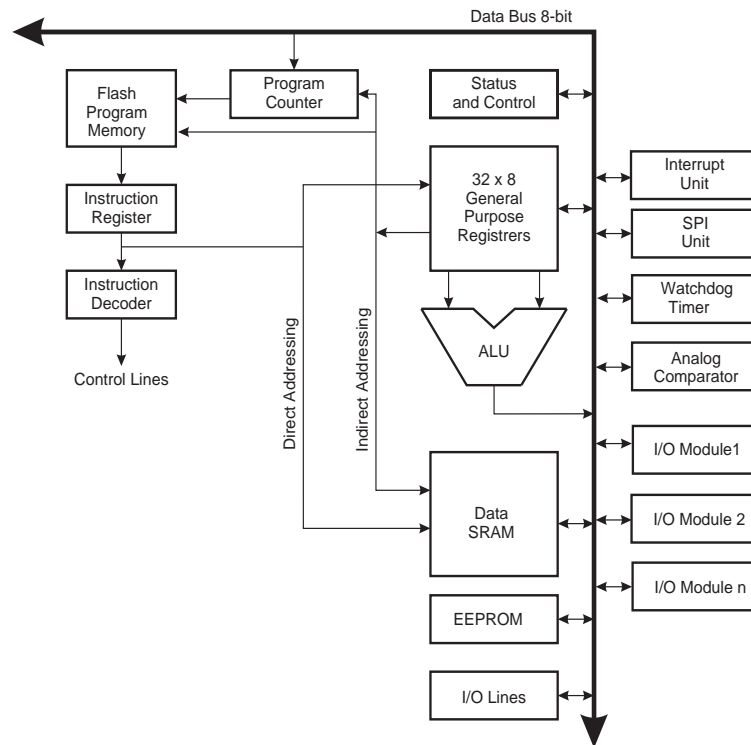 Data Bus 8-bit
Flash
Program
Memory
Program
Counter
Status
and Control
Interrupt
Unit
32 x 8
General
Purpose
Registrers
Instruction
Register
SPI
Unit
Instruction
Decoder
Watchdog
Timer
Direct Addressing
Indirect Addressing
ALU
Analog
Comparator
Control Lines
I/O Module1
Data
SRAM
I/O Module 2
I/O Module n
EEPROM
I/O Lines